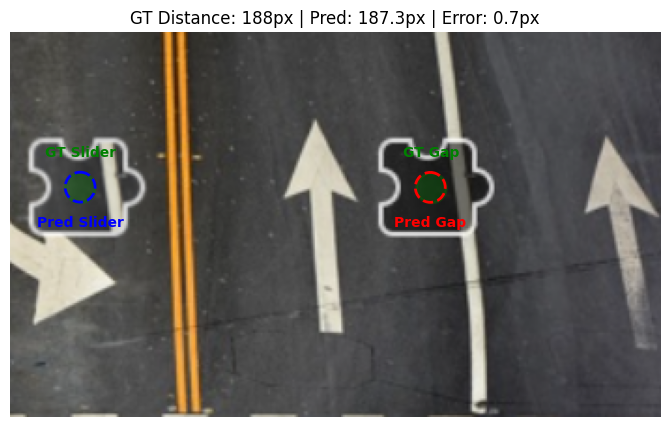 GT Distance: 188px | Pred: 187.3px | Error: 0.7px
GT Slider
GT Gap
Pred Slider
Pred Gap